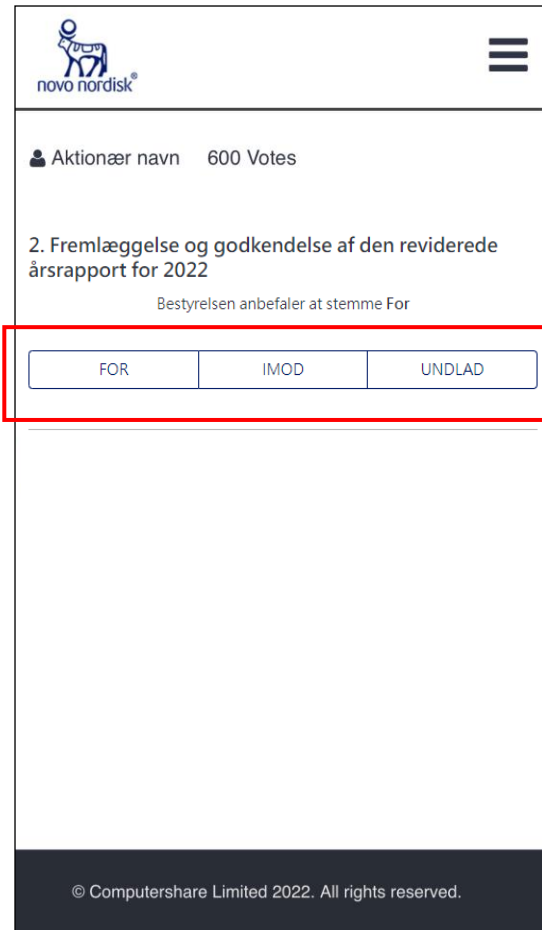 novo nordisk®
Aktionær navn 600 Votes
2. Fremlæggelse og godkendelse af den reviderede
årsrapport for 2022
Bestyrelsen anbefaler at stemme For
FOR IMOD UNDLAD
© Computershare Limited 2022. All rights reserved.